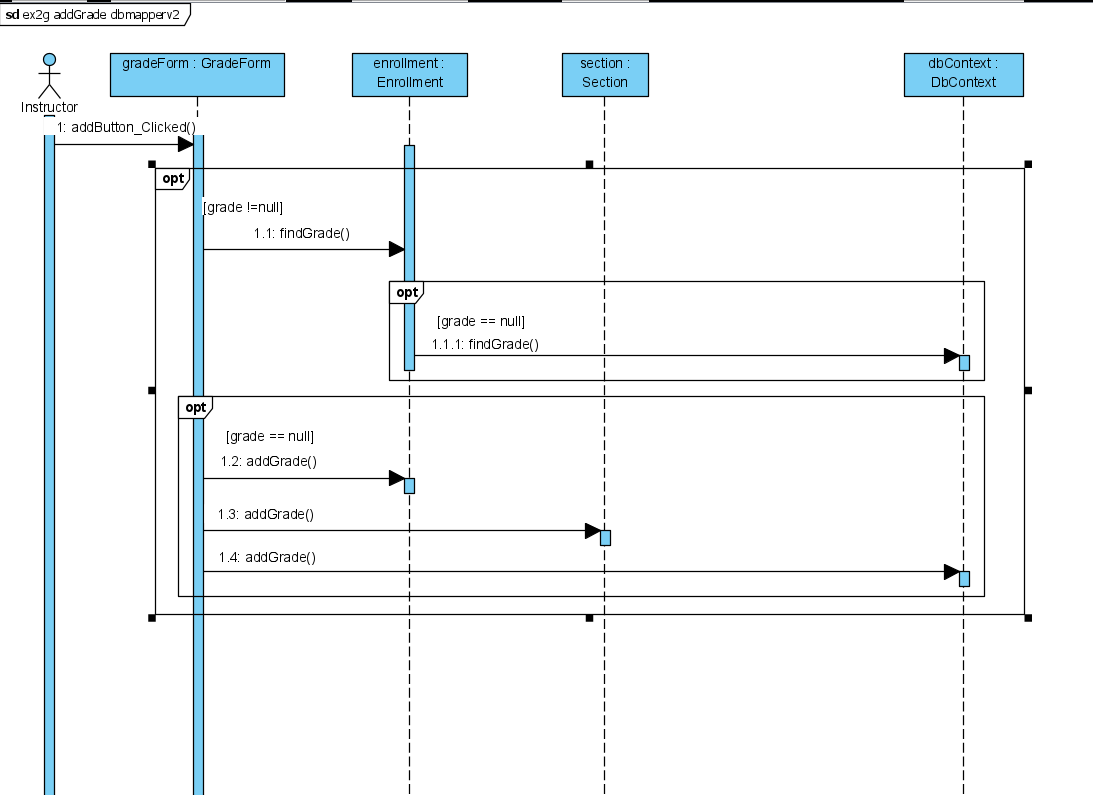 sd ex2g addGrade dbmapperv2
gradeForm : GradeForm
enrollment :
Enrollment
section :
Section
dbContext :
DbContext
Instructor
1: addButton_Clicked()
opt
[grade !=null]
1.1: findGrade()
opt
[grade == null]
1.1.1: findGrade()
opt
[grade == null]
1.2: addGrade()
1.3: addGrade()
1.4: addGrade()